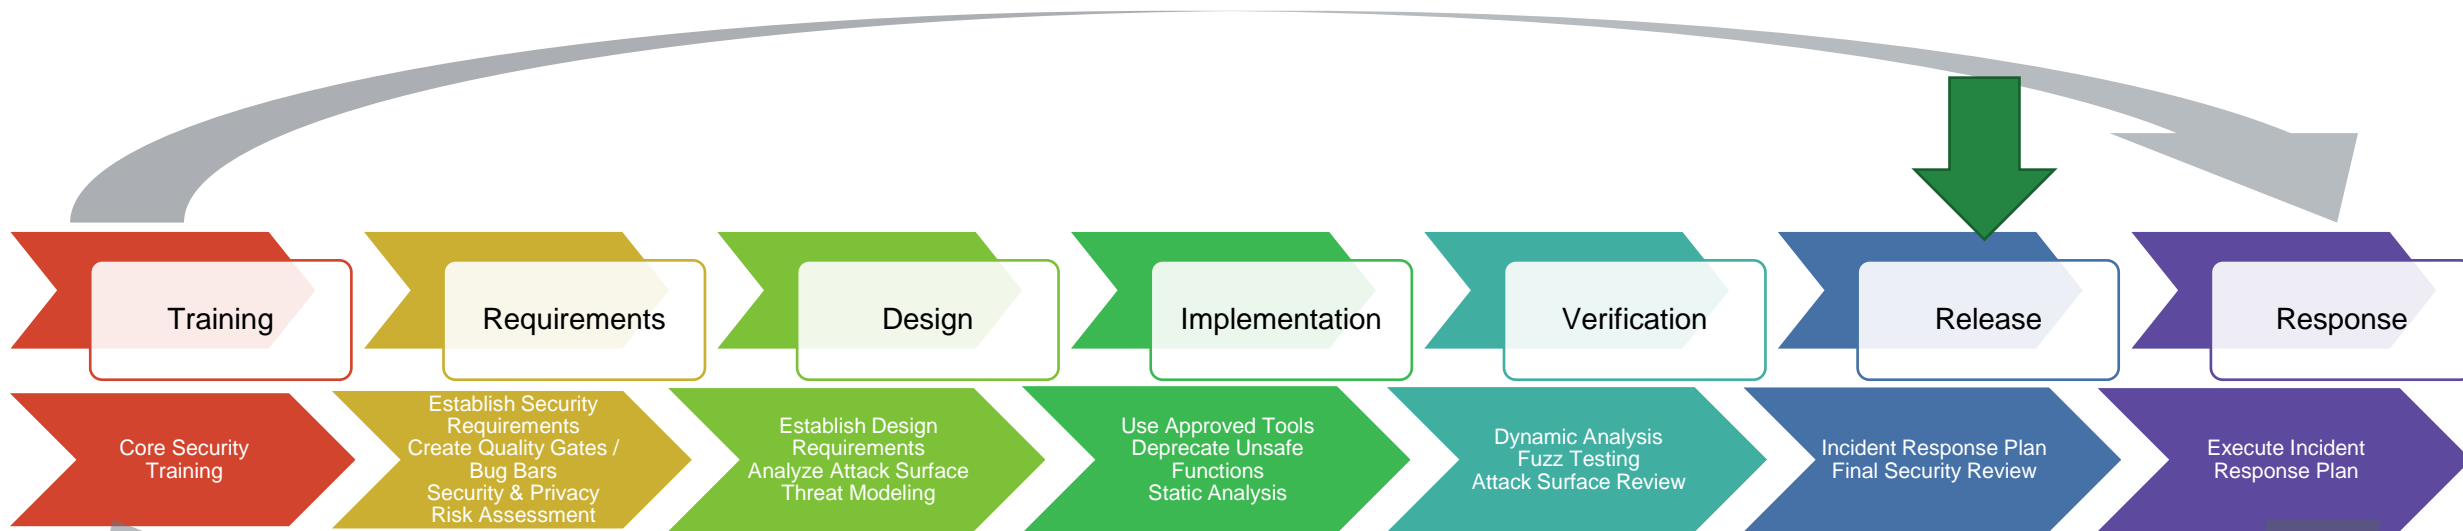 Training
Requirements
Design
Implementation
Verification
Release
Response
Core Security
Training
Establish Security
Requirements
Create Quality Gates /
Bug Bars
Security & Privacy
Risk Assessment
Establish Design
Requirements
Analyze Attack Surface
Threat Modeling
Use Approved Tools
Deprecate Unsafe
Functions
Static Analysis
Dynamic Analysis
Fuzz Testing
Attack Surface Review
Incident Response Plan
Final Security Review
Execute Incident
Response Plan